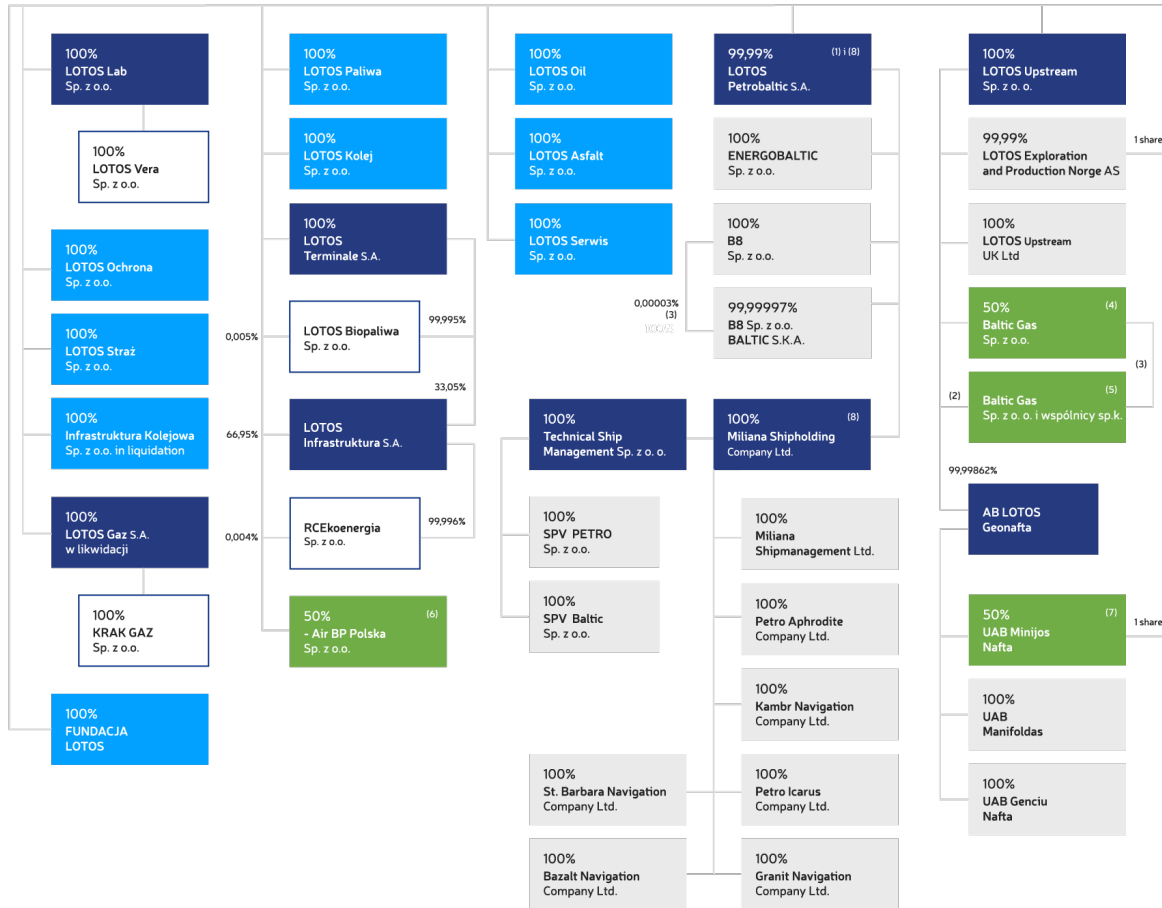 100%
LOTOS Lab
Sp. z o.o.
100%
LOTOS Vera
Sp. z o.o.
100%
LOTOS Ochrona
Sp. z o.o.
100%
LOTOS Straż
Sp. z o.o.
100%
Infrastruktura Kolejowa
Sp. z o.o. in liquidation
100%
LOTOS Gaz S.A.
w likwidacji
100%
KRAK GAZ
Sp. z o.o.
100%
FUNDACJA
LOTOS
100%
LOTOS Paliwa
Sp. z o.o.
100%
LOTOS Kolej
Sp. z o.o.
100%
LOTOS
Terminale S.A.
0,005%
LOTOS Biopaliwa
Sp. z o.o.
99,995%
33,05%
66,95%
LOTOS
Infrastruktura S.A.
0,004%
RCEkoenergia
Sp. z o.o.
99,996%
50% (6)
- Air BP Polska
Sp. z o.o.
100%
LOTOS Oil
Sp. z o.o.
100%
LOTOS Asfalt
Sp. z o.o.
100%
LOTOS Serwis
Sp. z o.o.
99,99% (1) i (8)
LOTOS
Petrobaltic S.A.
100%
ENERGOBALTIC
Sp. z o.o.
100%
B8
Sp. z o.o.
0,00003%
(3)
100%
99,99997%
B8 Sp. z o.o.
BALTIC S.K.A.
100%
Technical Ship
Management Sp. z o. o.
100% (8)
Miliana Shipholding
Company Ltd.
100%
SPV PETRO
Sp. z o.o.
100%
SPV Baltic
Sp. z o.o.
100%
Miliana
Shipmanagement Ltd.
100%
Petro Aphrodite
Company Ltd.
100%
Kambr Navigation
Company Ltd.
100%
St. Barbara Navigation
Company Ltd.
100%
Petro Icarus
Company Ltd.
100%
Bazalt Navigation
Company Ltd.
100%
Granit Navigation
Company Ltd.
100%
LOTOS Upstream
Sp. z o. o.
99,99%
LOTOS Exploration
and Production Norge AS
1 share
100%
LOTOS Upstream
UK Ltd
50% (4)
Baltic Gas
Sp. z o.o.
(3)
(2)
(5)
Baltic Gas
Sp. z o. o. i wspólnicy sp.k.
99,99862%
AB LOTOS
Geonafta
50% (7)
UAB Minijos
Nafta
1 share
100%
UAB
Manifoldas
100%
UAB Genciu
Nafta